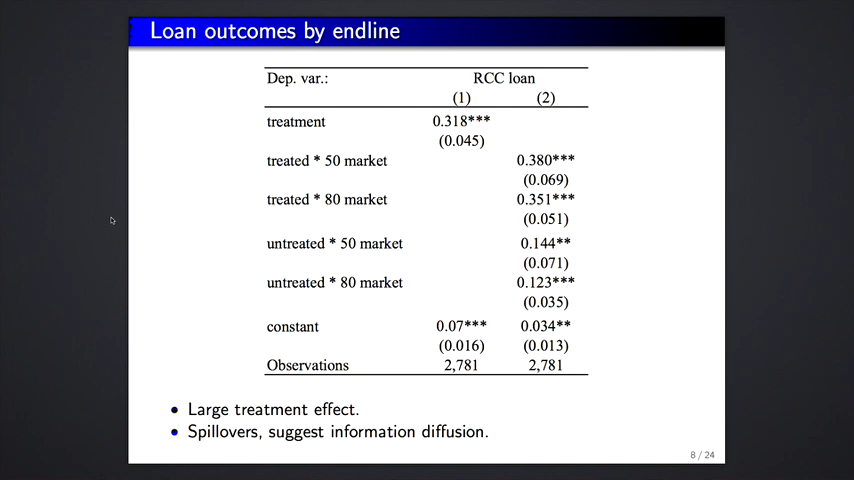 Loan outcomes by endline
Dep. var.: RCC loan
(1) (2)
treatment 0.318***
(0.045)
treated * 50 market 0.380***
(0.069)
treated * 80 market 0.351***
(0.051)
untreated * 50 market 0.144**
(0.071)
untreated * 80 market 0.123***
(0.035)
constant 0.07*** 0.034**
(0.016) (0.013)
Observations 2,781 2,781
• Large treatment effect.
• Spillovers, suggest information diffusion.
8 / 24